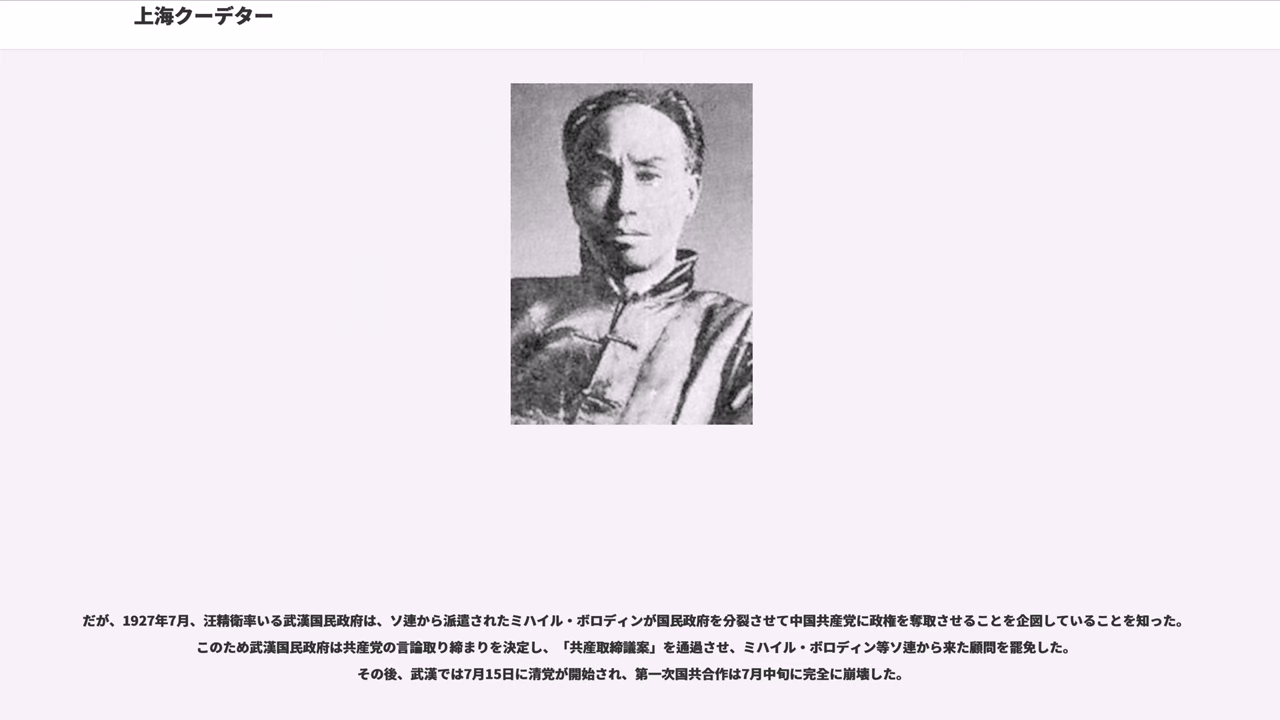 上海クーデター
だが、1927年7月、汪精衛率いる武漢国民政府は、ソ連から派遣されたミハイル・ボロディンが国民政府を分裂させて中国共産党に政権を奪取させることを企図していることを知った。
このため武漢国民政府は共産党の言論取り締まりを決定し、「共産取締議案」を通過させ、ミハイル・ボロディン等ソ連から来た顧問を罷免した。
その後、武漢では7月15日に清党が開始され、第一次国共合作は7月中旬に完全に崩壊した。